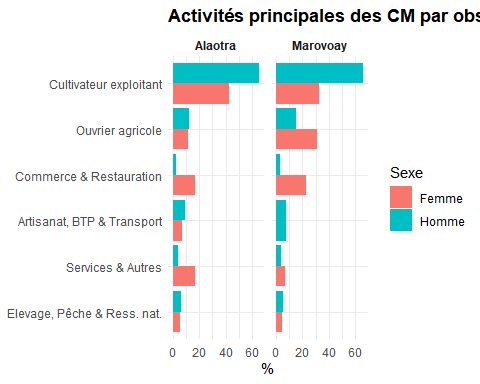 Activités principales des CM par obs
Alaotra Marovoay
Cultivateur exploitant
Ouvrier agricole
Commerce & Restauration
Artisanat, BTP & Transport
Services & Autres
Elevage, Pêche & Ress. nat.
0 20 40 60 0 20 40 60
%
Sexe
Femme
Homme